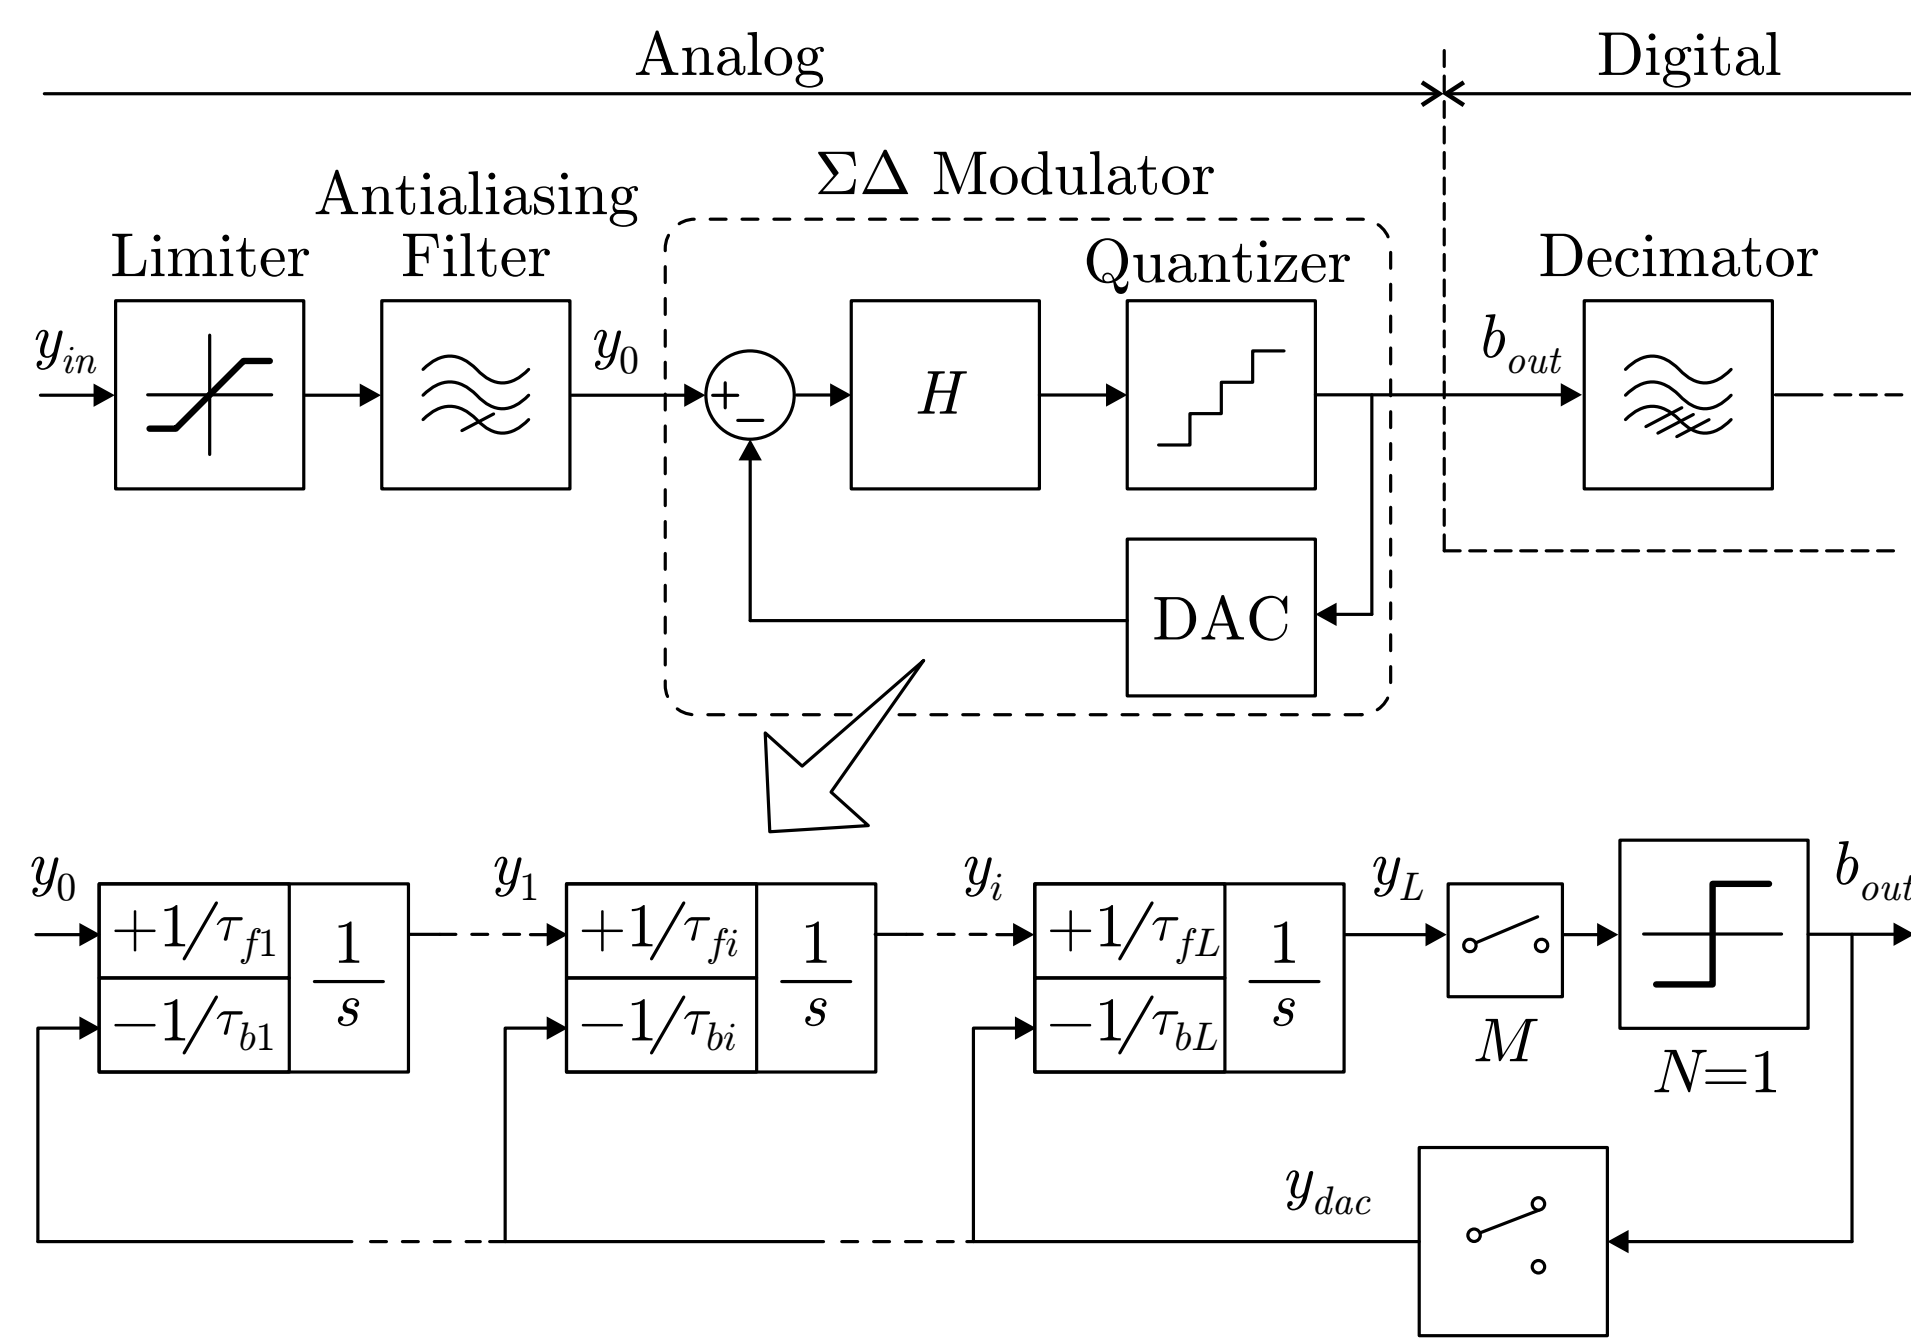 Analog
Digital
ΣΔ Modulator
Antialiasing
Filter
Limiter
Quantizer
Decimator
y_in
y_0
+
−
H
b_out
DAC
y_0
+1/τ_f1
−1/τ_b1
1/s
y_1
+1/τ_fi
−1/τ_bi
1/s
y_i
+1/τ_fL
−1/τ_bL
1/s
y_L
M
N=1
b_out
y_dac